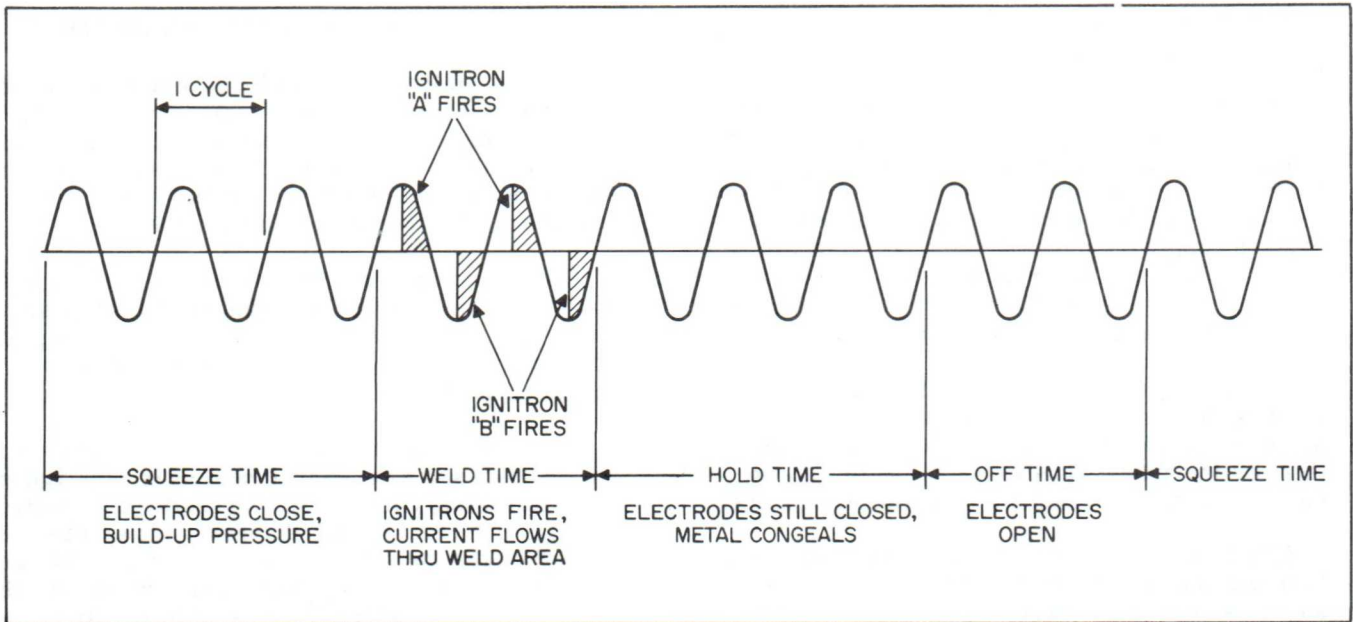 1 CYCLE
IGNITRON
"A" FIRES
IGNITRON
"B" FIRES
SQUEEZE TIME
ELECTRODES CLOSE,
BUILD-UP PRESSURE
WELD TIME
IGNITRONS FIRE,
CURRENT FLOWS
THRU WELD AREA
HOLD TIME
ELECTRODES STILL CLOSED,
METAL CONGEALS
OFF TIME
ELECTRODES
OPEN
SQUEEZE TIME